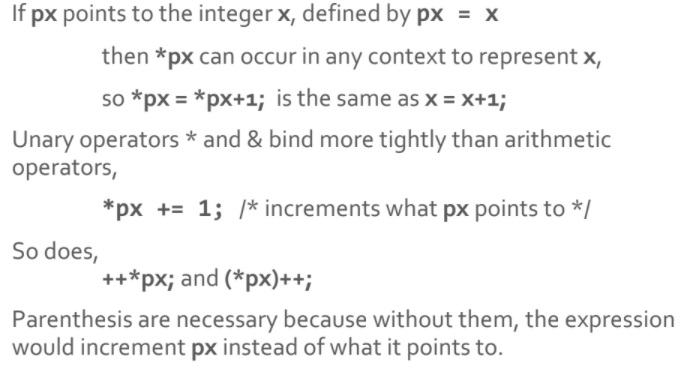 If px points to the integer x, defined by px = x
then *px can occur in any context to represent x,
so *px = *px+1; is the same as x = x+1;
Unary operators * and & bind more tightly than arithmetic
operators,
*px += 1; /* increments what px points to */
So does,
++*px; and (*px)++;
Parenthesis are necessary because without them, the expression
would increment px instead of what it points to.